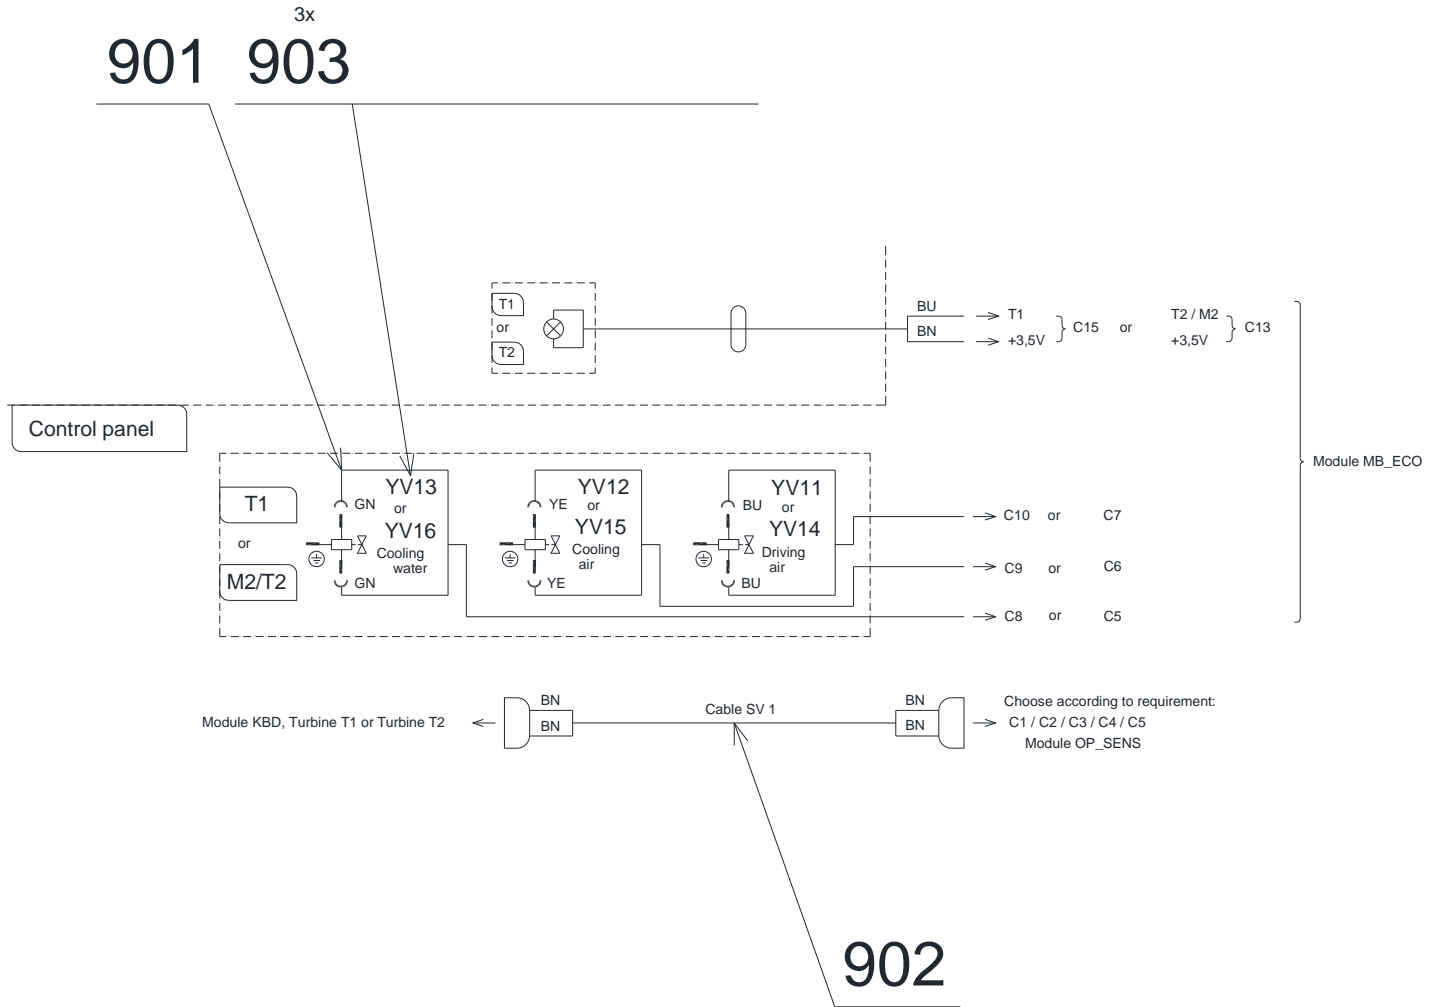 3x
901 903
T1
or
T2
BU
BN
T1
+3,5V
C15 or
T2 / M2
+3,5V
C13
Control panel
Module MB_ECO
T1
or
M2/T2
GN
YV13
or
YV16
Cooling
water
GN
YE
YV12
or
YV15
Cooling
air
YE
BU
YV11
or
YV14
Driving
air
BU
C10 or C7
C9 or C6
C8 or C5
Module KBD, Turbine T1 or Turbine T2
BN
BN
Cable SV 1
BN
BN
Choose according to requirement:
C1 / C2 / C3 / C4 / C5
Module OP_SENS
902